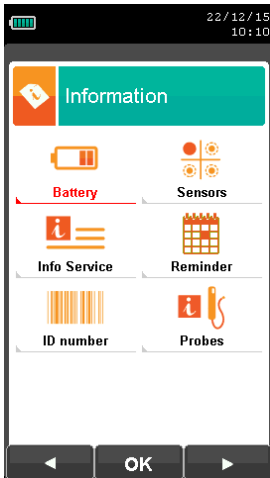 22/12/15
10:10
Information
Battery
Sensors
Info Service
Reminder
ID number
Probes
OK